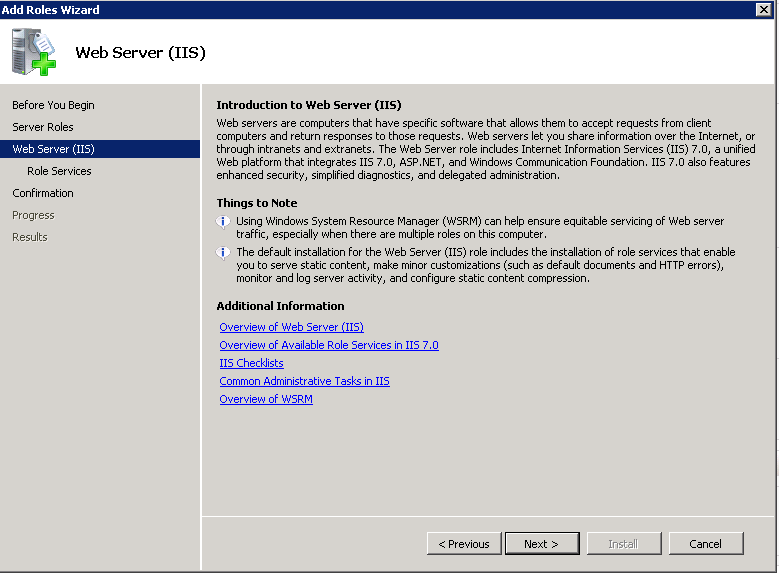 Add Roles Wizard
Web Server (IIS)
Before You Begin
Server Roles
Web Server (IIS)
Role Services
Confirmation
Progress
Results
Introduction to Web Server (IIS)
Web servers are computers that have specific software that allows them to accept requests from client
computers and return responses to those requests. Web servers let you share information over the Internet, or
through intranets and extranets. The Web Server role includes Internet Information Services (IIS) 7.0, a unified
Web platform that integrates IIS 7.0, ASP.NET, and Windows Communication Foundation. IIS 7.0 also features
enhanced security, simplified diagnostics, and delegated administration.
Things to Note
Using Windows System Resource Manager (WSRM) can help ensure equitable servicing of Web server
traffic, especially when there are multiple roles on this computer.
The default installation for the Web Server (IIS) role includes the installation of role services that enable
you to serve static content, make minor customizations (such as default documents and HTTP errors),
monitor and log server activity, and configure static content compression.
Additional Information
Overview of Web Server (IIS)
Overview of Available Role Services in IIS 7.0
IIS Checklists
Common Administrative Tasks in IIS
Overview of WSRM
< Previous
Next >
Install
Cancel